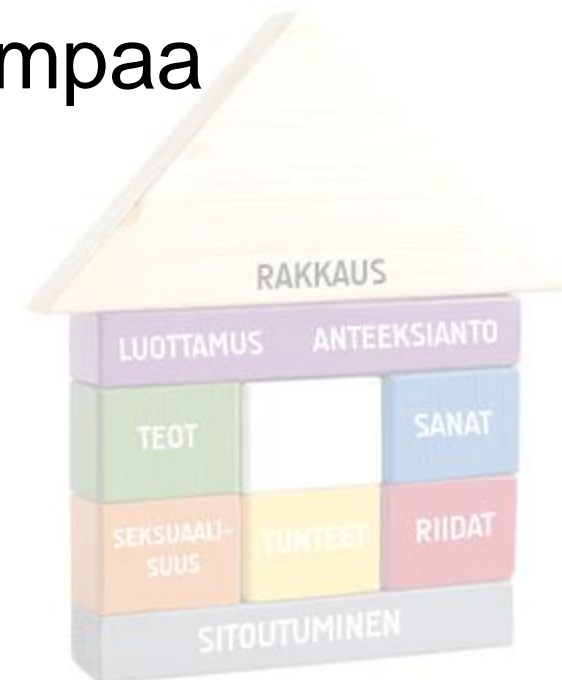 mpaa
RAKKAUS
LUOTTAMUS ANTEEKSIANTO
TEOT
SANAT
SEKSUAALI-
SUUS
TUNTEET
RIIDAT
SITOUTUMINEN